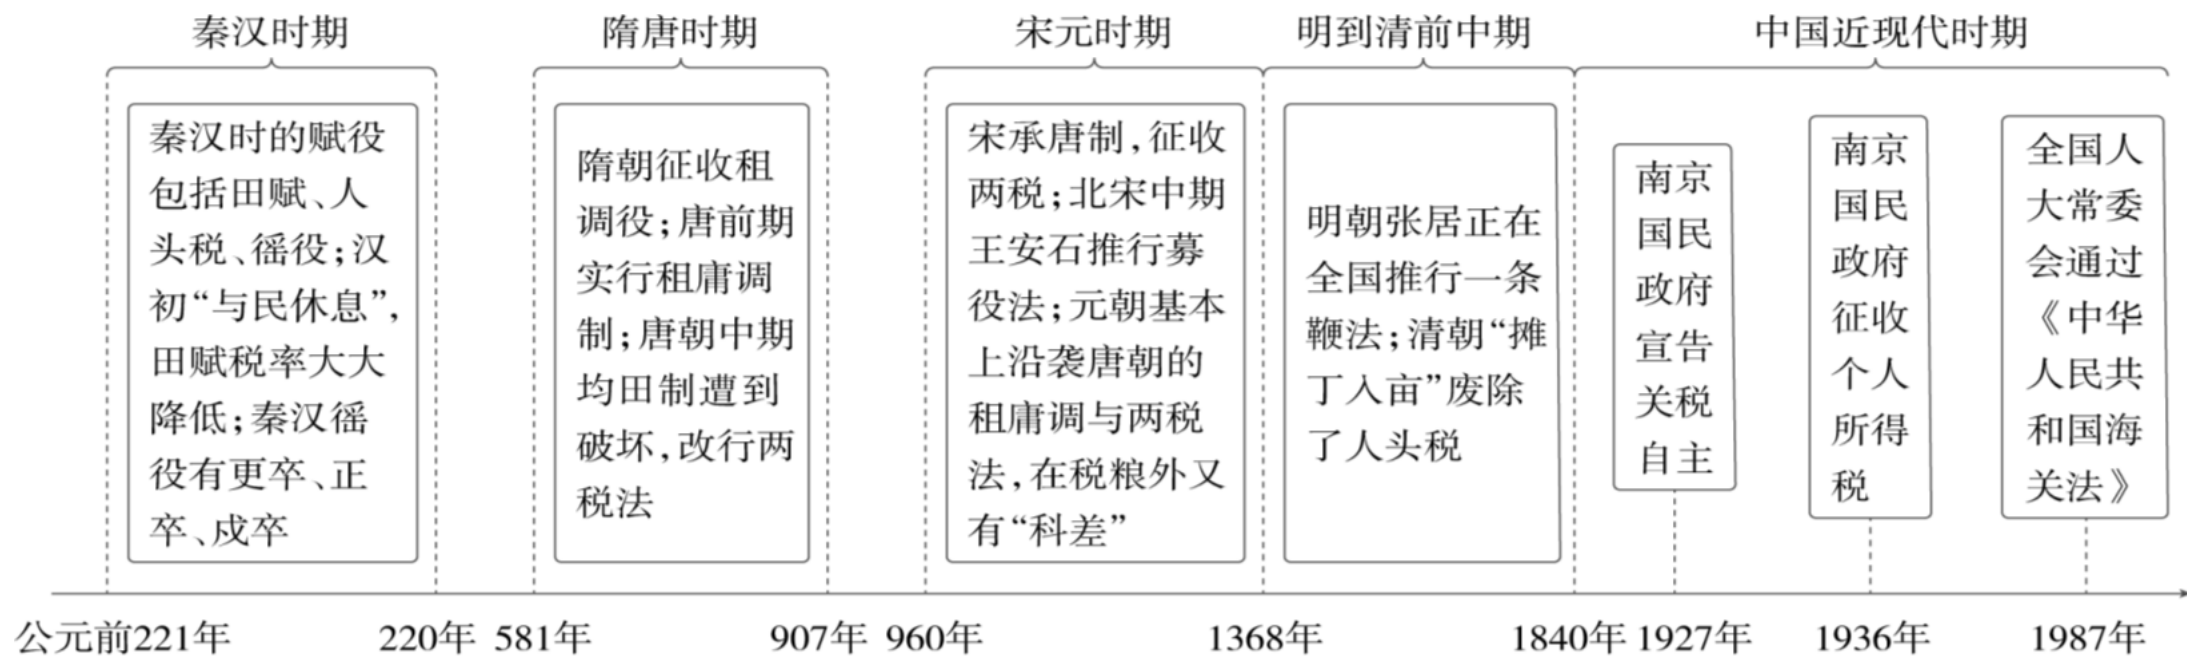 秦汉时期
隋唐时期
宋元时期
明到清前中期
中国近现代时期
秦汉时的赋役
包括田赋、人
头税、徭役;汉
初“与民休息”,
田赋税率大大
降低;秦汉徭
役有更卒、正
卒、戍卒
隋朝征收租
调役;唐前期
实行租庸调
制;唐朝中期
均田制遭到
破坏,改行两
税法
宋承唐制,征收
两税;北宋中期
王安石推行募
役法;元朝基本
上沿袭唐朝的
租庸调与两税
法,在税粮外又
有“科差”
明朝张居正在
全国推行一条
鞭法;清朝“摊
丁入亩”废除
了人头税
南京
国民
政府
宣告
关税
自主
南京
国民
政府
征收
个人
所得
税
全国人
大常委
会通过
《中华
人民共
和国海
关法》
公元前221年
220年
581年
907年
960年
1368年
1840年
1927年
1936年
1987年